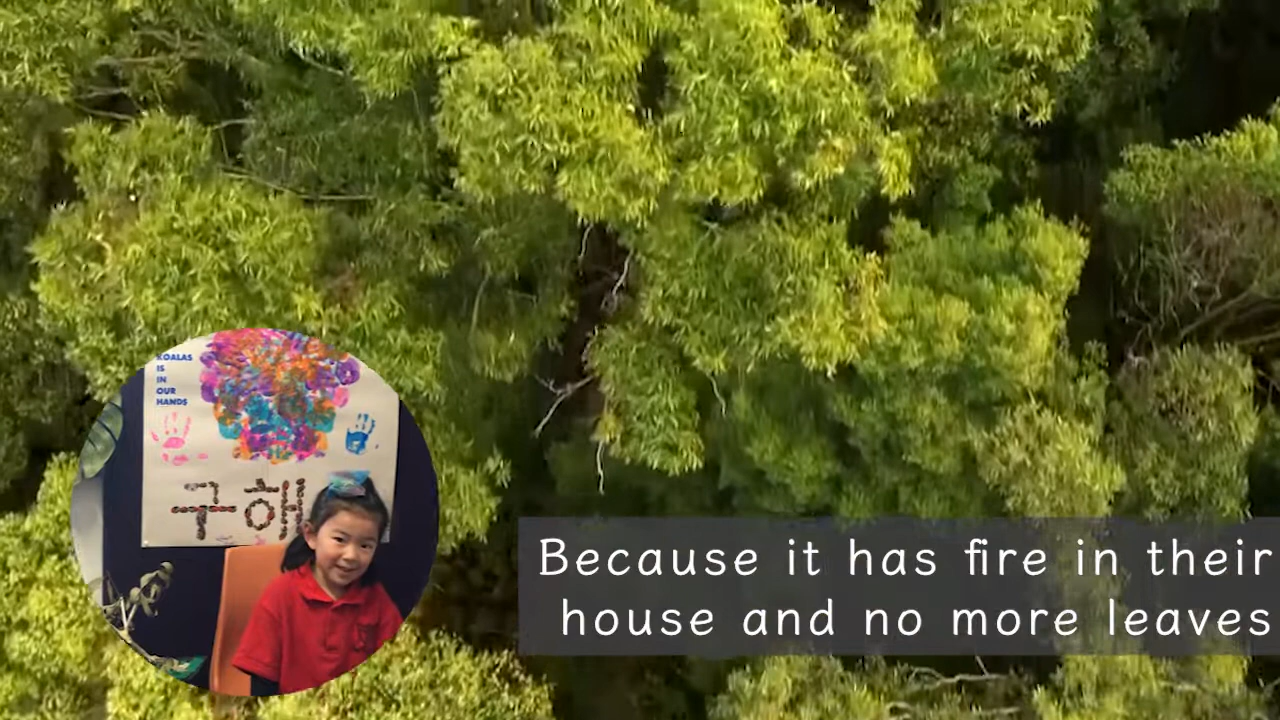 KOALAS
IS
IN
OUR
HANDS
구해
Because it has fire in their
house and no more leaves